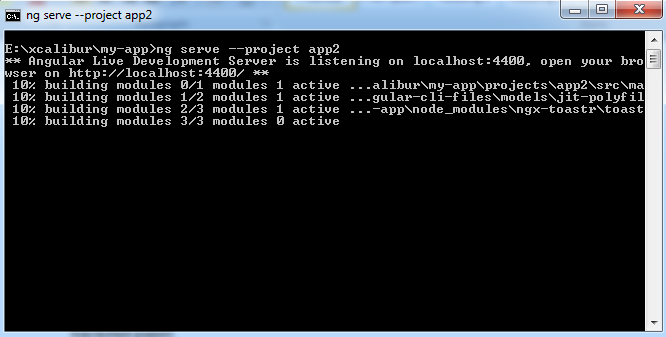 ng serve --project app2
E:\xcalibur\my-app>ng serve --project app2
** Angular Live Development Server is listening on localhost:4400, open your bro
wser on http://localhost:4400/ **
10% building modules 0/1 modules 1 active ...alibur\my-app\projects\app2\src\ma
10% building modules 1/2 modules 1 active ...gular-cli-files\models\jit-polyfil
10% building modules 2/3 modules 1 active ...-app\node_modules\ngx-toastr\toast
10% building modules 3/3 modules 0 active